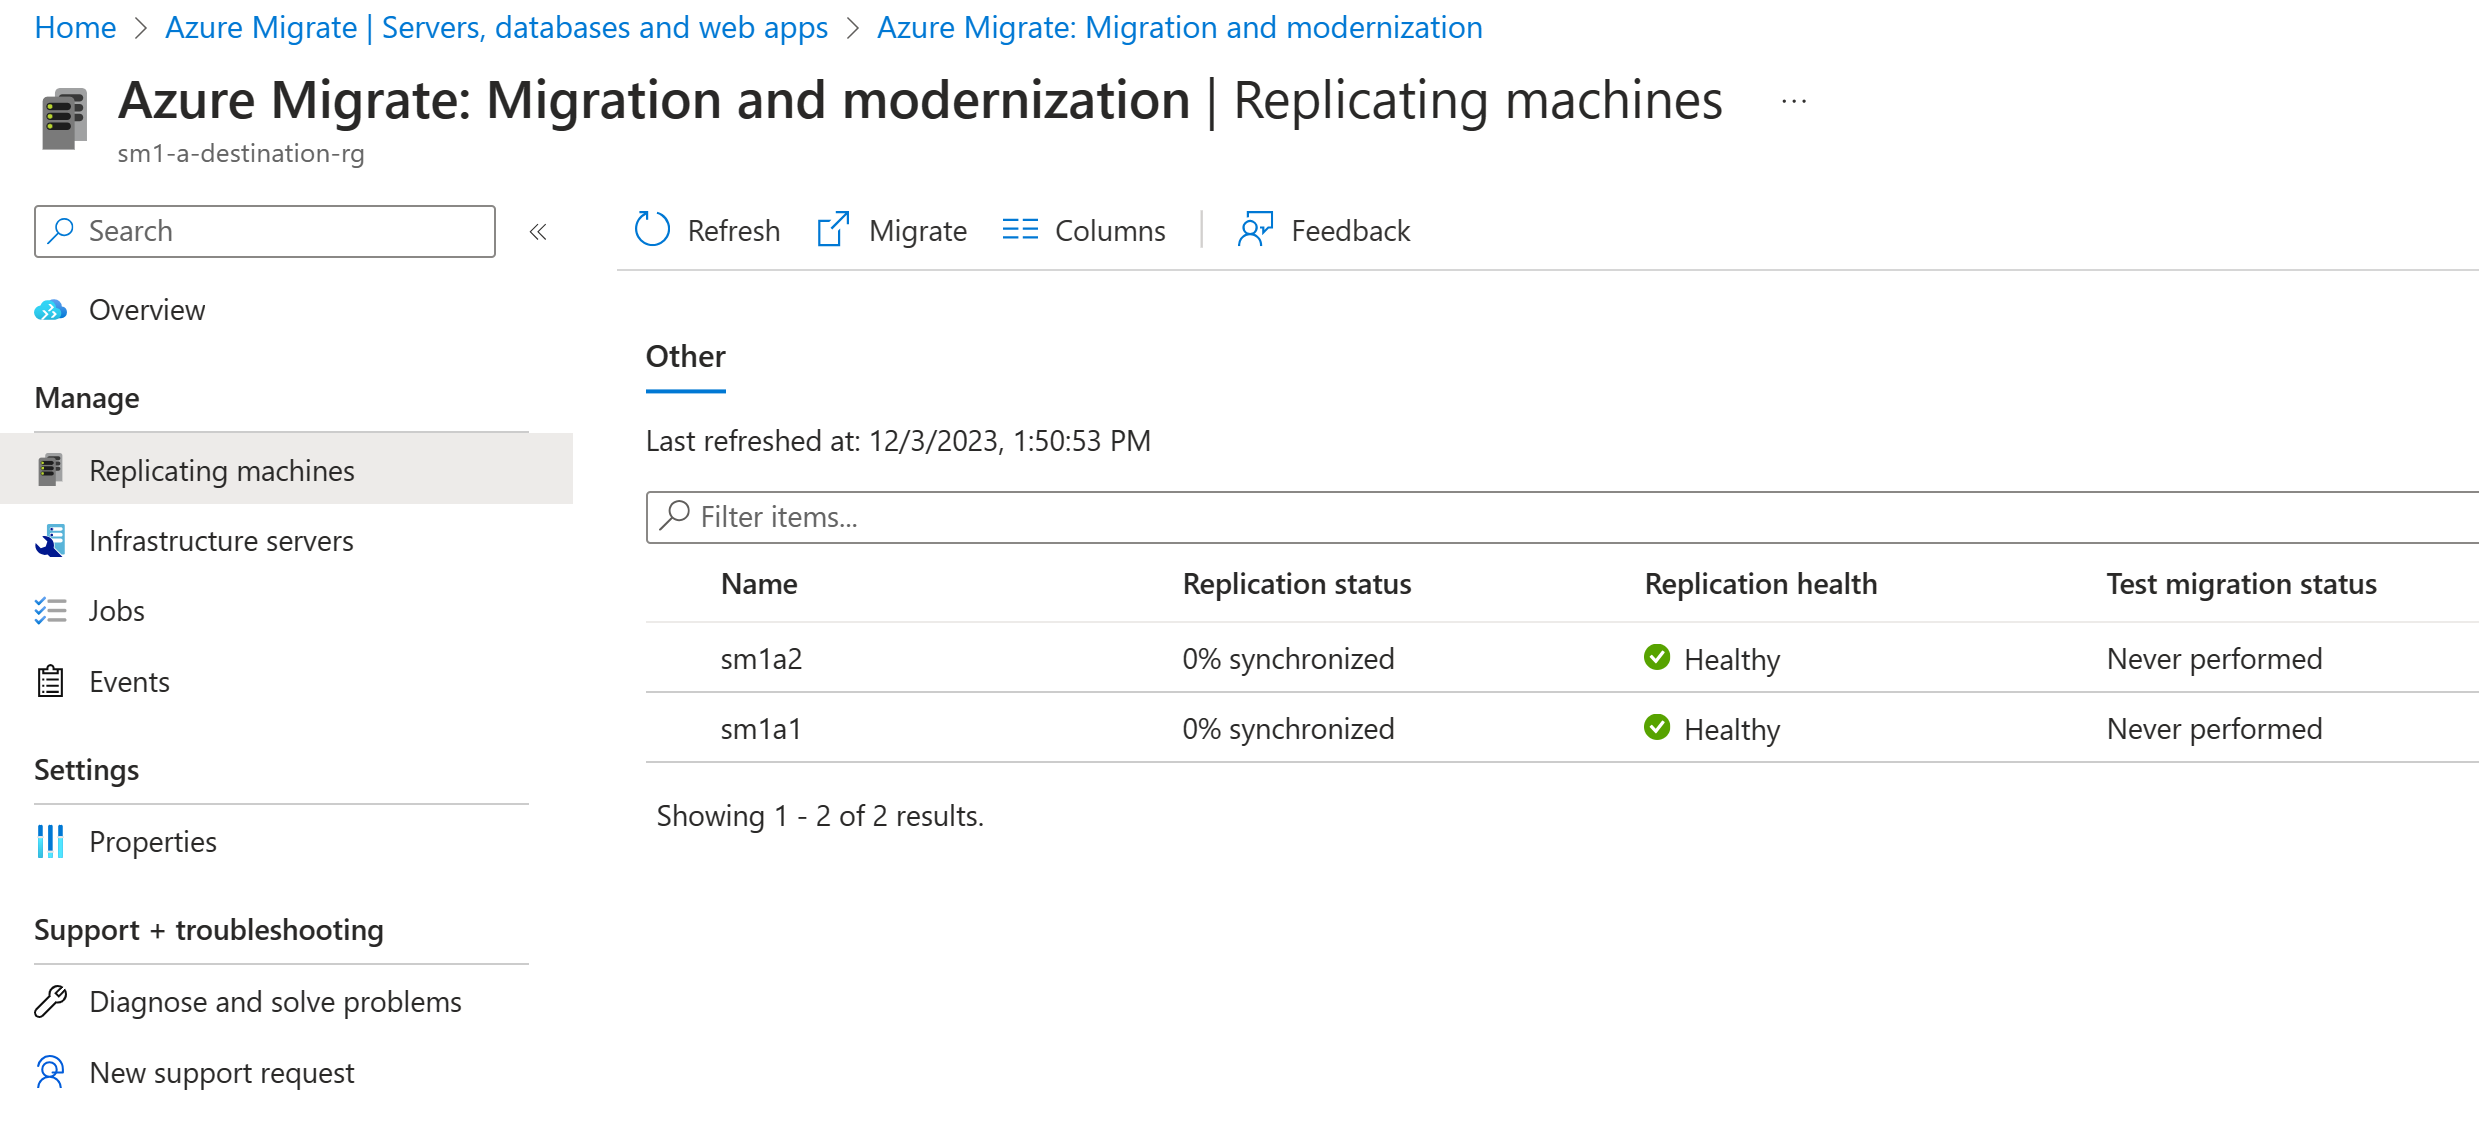 Home > Azure Migrate | Servers, databases and web apps > Azure Migrate: Migration and modernization
Azure Migrate: Migration and modernization | Replicating machines ...
sm1-a-destination-rg
Search «
Refresh Migrate Columns | Feedback
Overview
Manage
Replicating machines
Infrastructure servers
Jobs
Events
Settings
Properties
Support + troubleshooting
Diagnose and solve problems
New support request
Other
Last refreshed at: 12/3/2023, 1:50:53 PM
Filter items...
Name Replication status Replication health Test migration status
sm1a2 0% synchronized Healthy Never performed
sm1a1 0% synchronized Healthy Never performed
Showing 1 - 2 of 2 results.